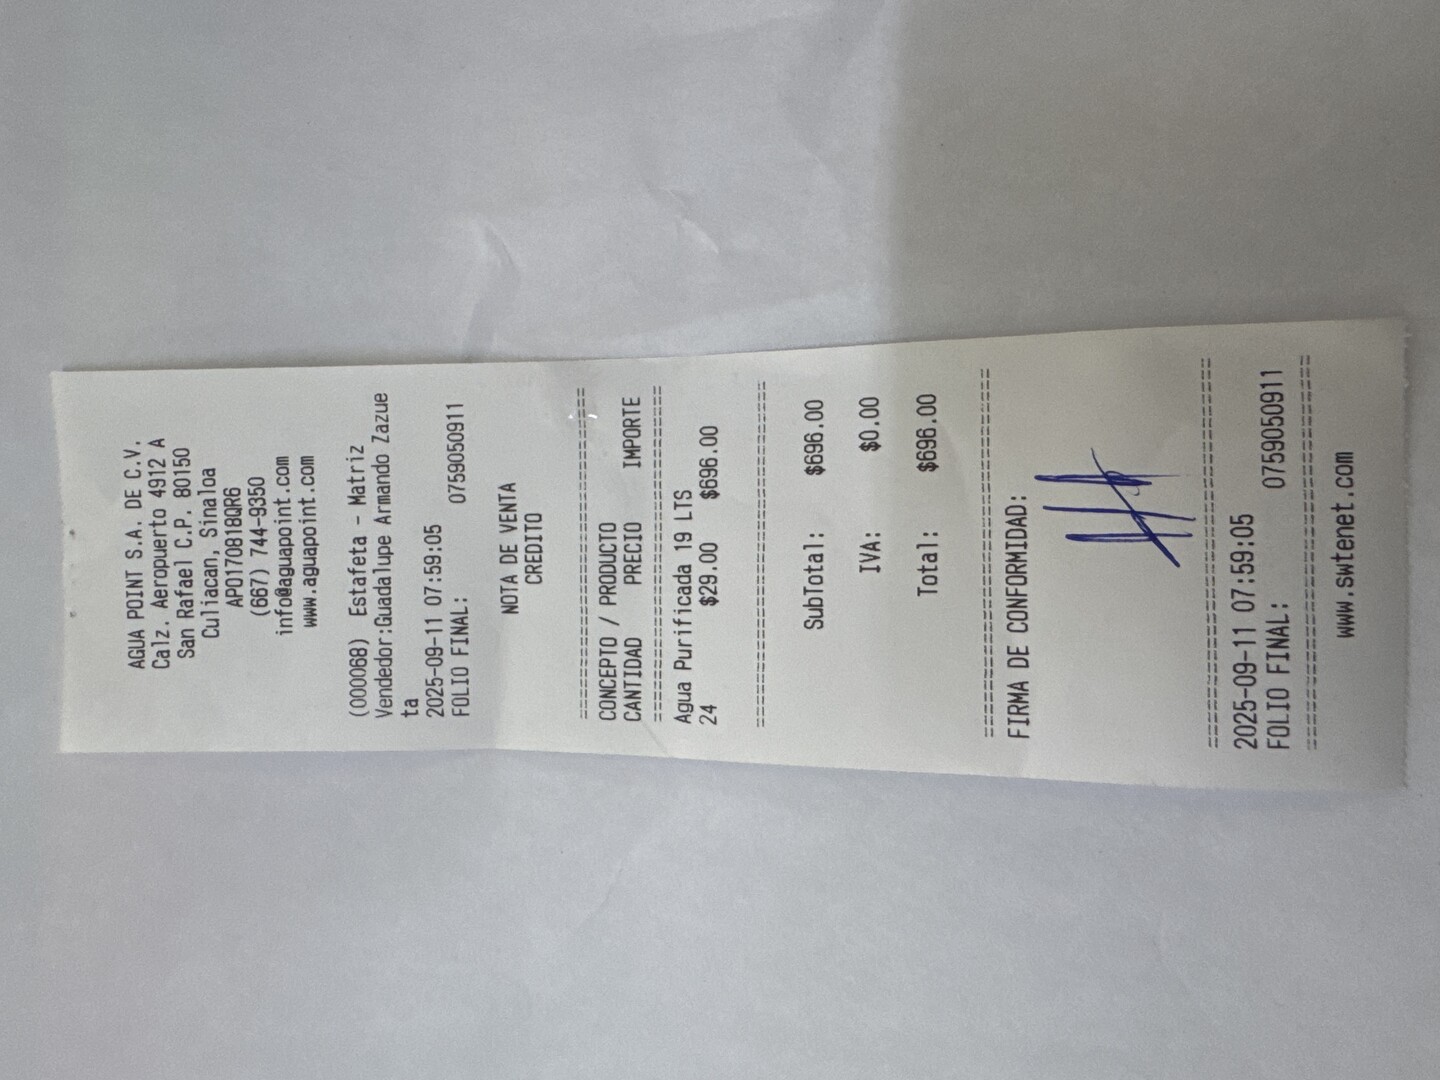 AGUA POINT S.A. DE C.V.
Calz. Aeropuerto 4912 A
San Rafael C.P. 80150
Culiacan, Sinaloa
APO170818QR6
(667) 744-9350
info@aguapoint.com
www.aguapoint.com
(000068) Estafeta - Matriz
Vendedor:Guadalupe Armando Zazue
ta
2025-09-11 07:59:05
FOLIO FINAL: 0759050911
NOTA DE VENTA
CREDITO
================================
CONCEPTO / PRODUCTO
CANTIDAD PRECIO IMPORTE
================================
Agua Purificada 19 LTS
24 $29.00 $696.00
================================
SubTotal: $696.00
IVA: $0.00
Total: $696.00
================================
FIRMA DE CONFORMIDAD:
================================
2025-09-11 07:59:05
FOLIO FINAL: 0759050911
================================
www.swtenet.com